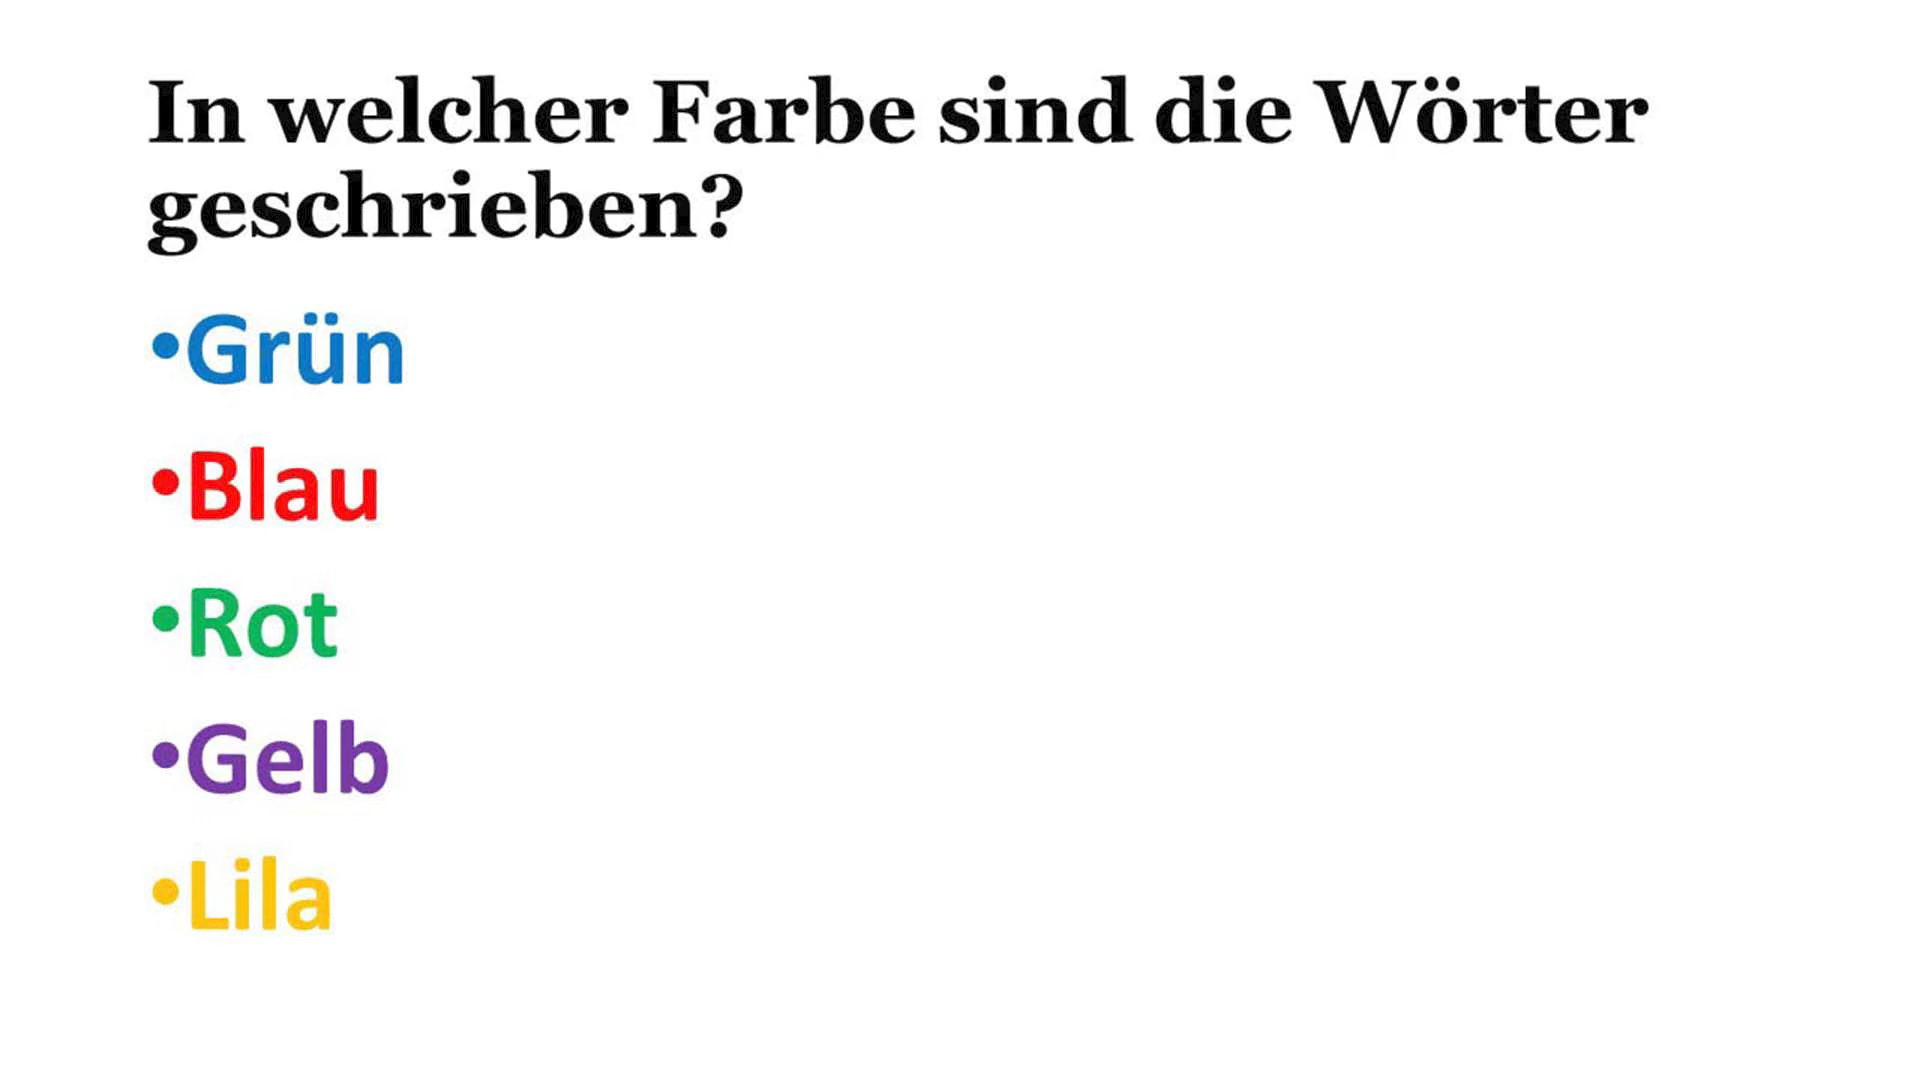 In welcher Farbe sind die Wörter
geschrieben?
•Grün
•Blau
•Rot
•Gelb
•Lila